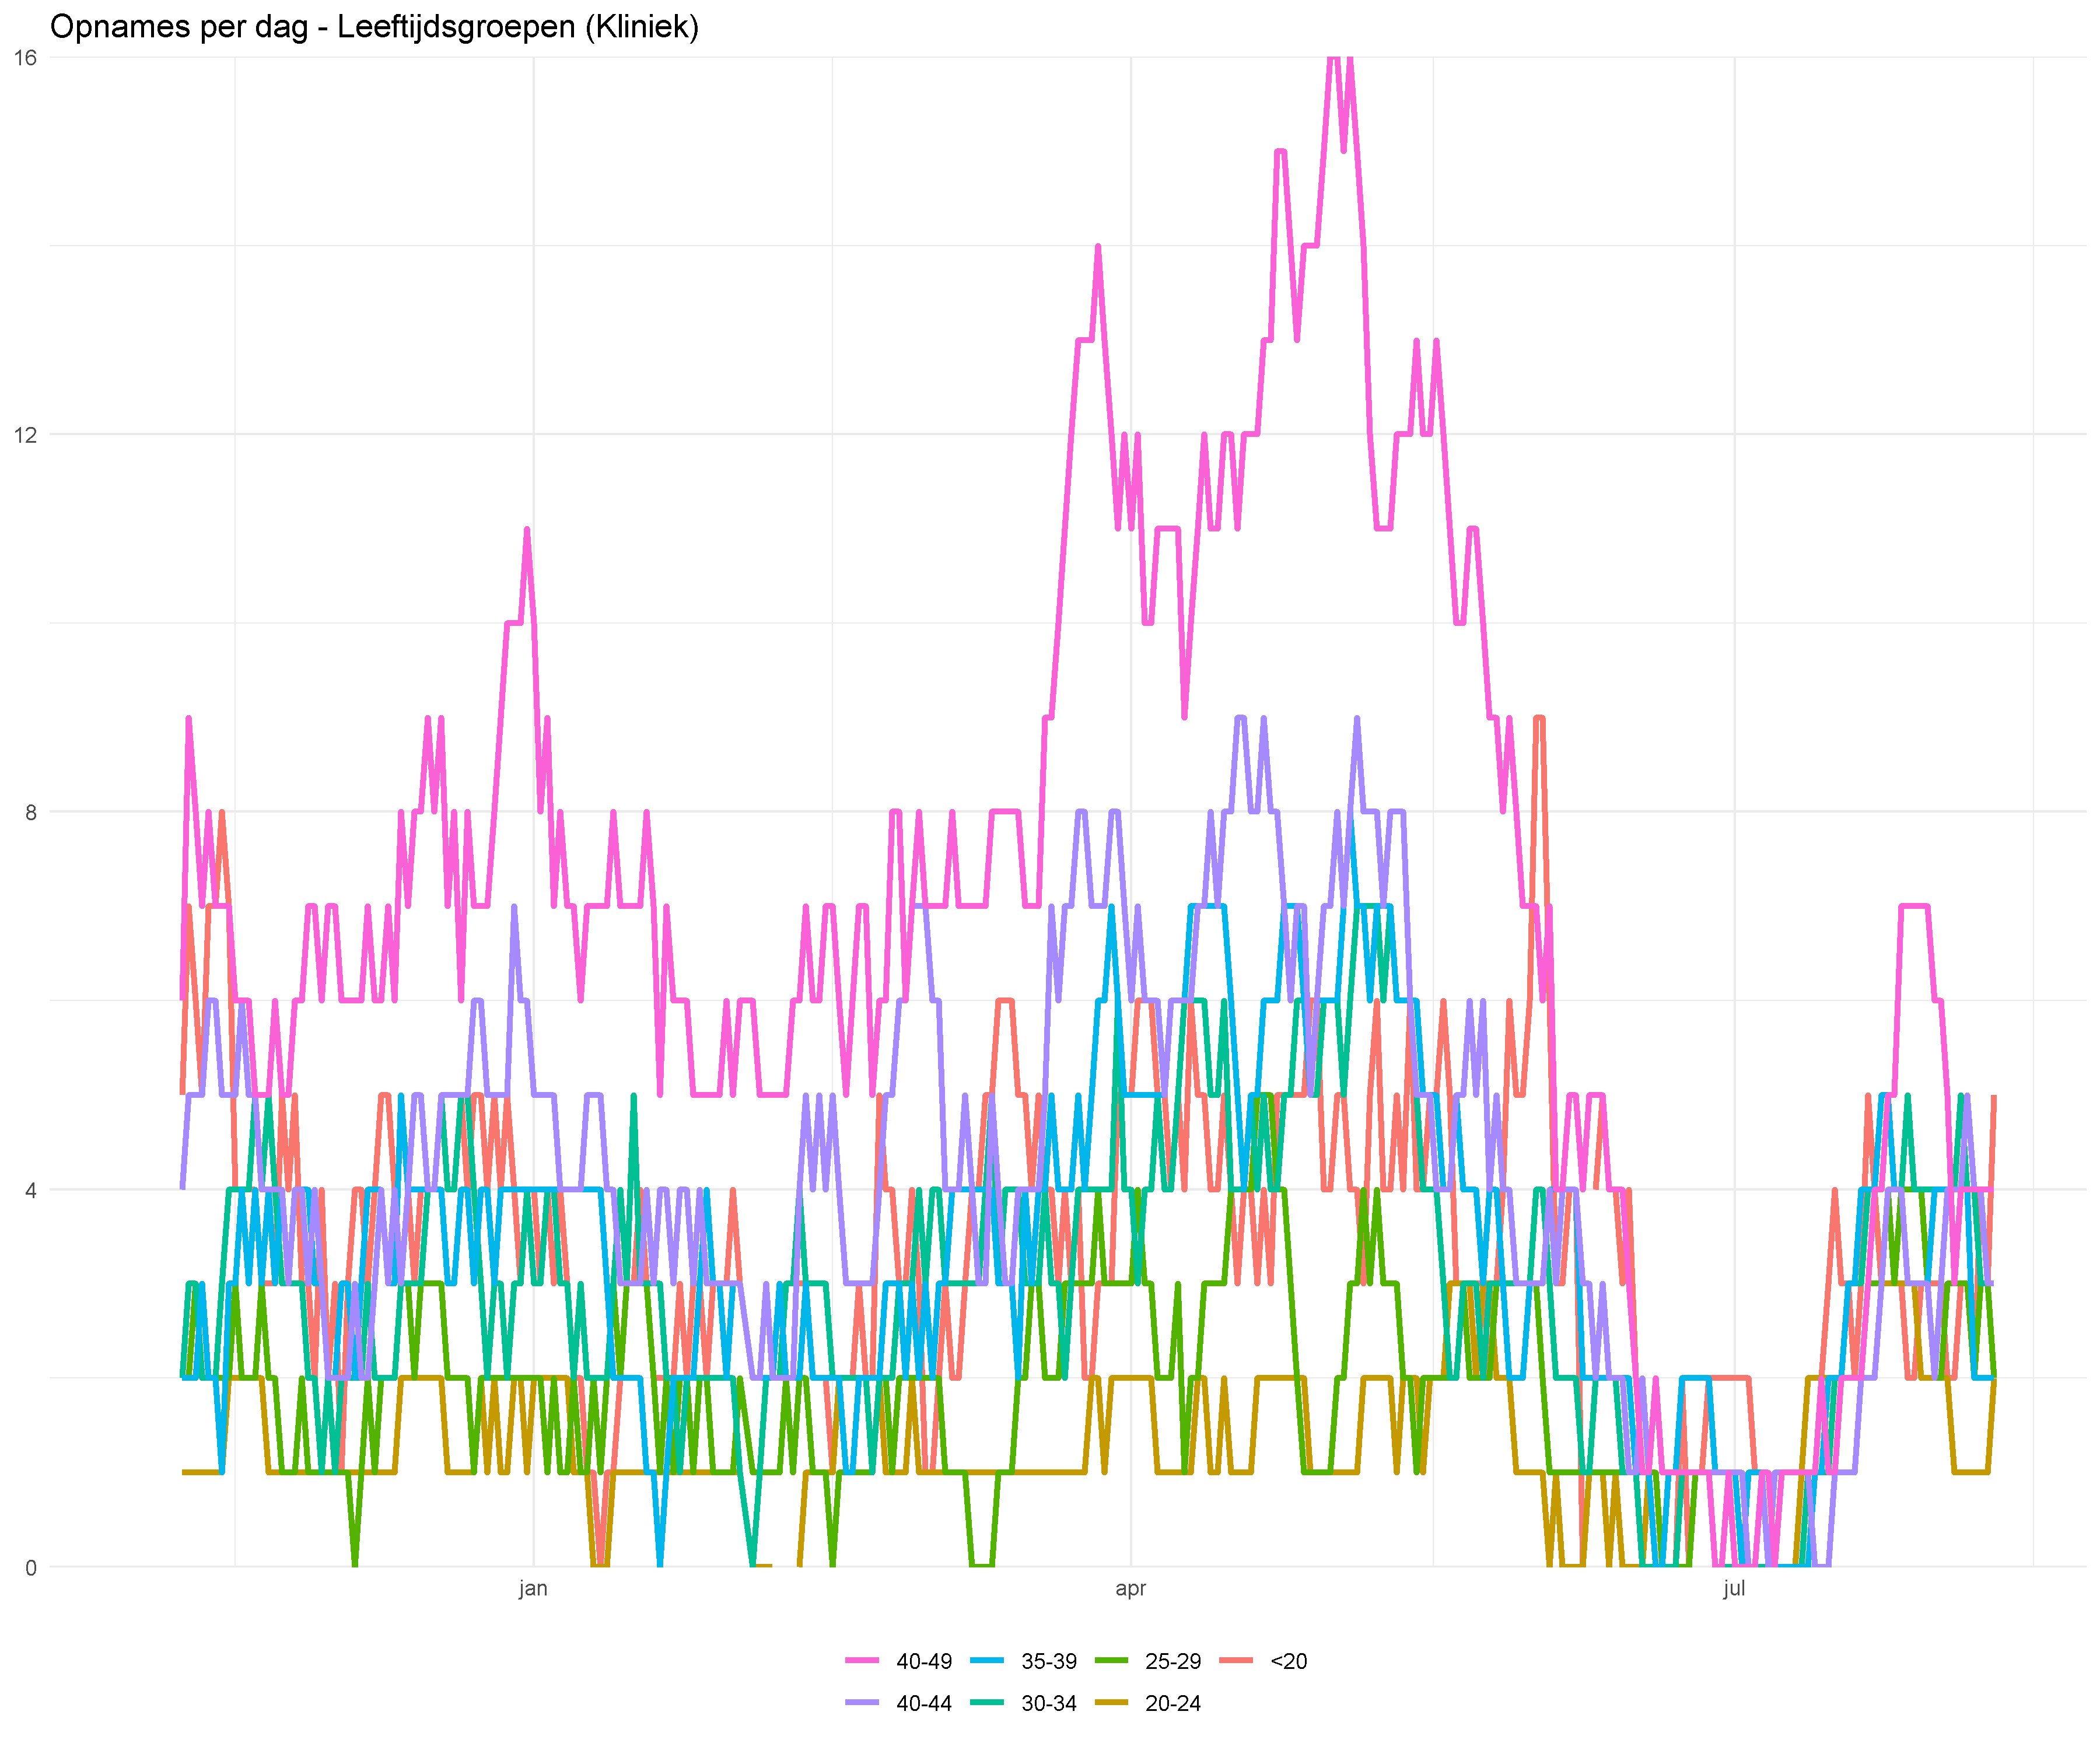 Opnames per dag - Leeftijdsgroepen (Kliniek)
16
12
8
4
0
jan apr jul
40-49 35-39 25-29 <20
40-44 30-34 20-24